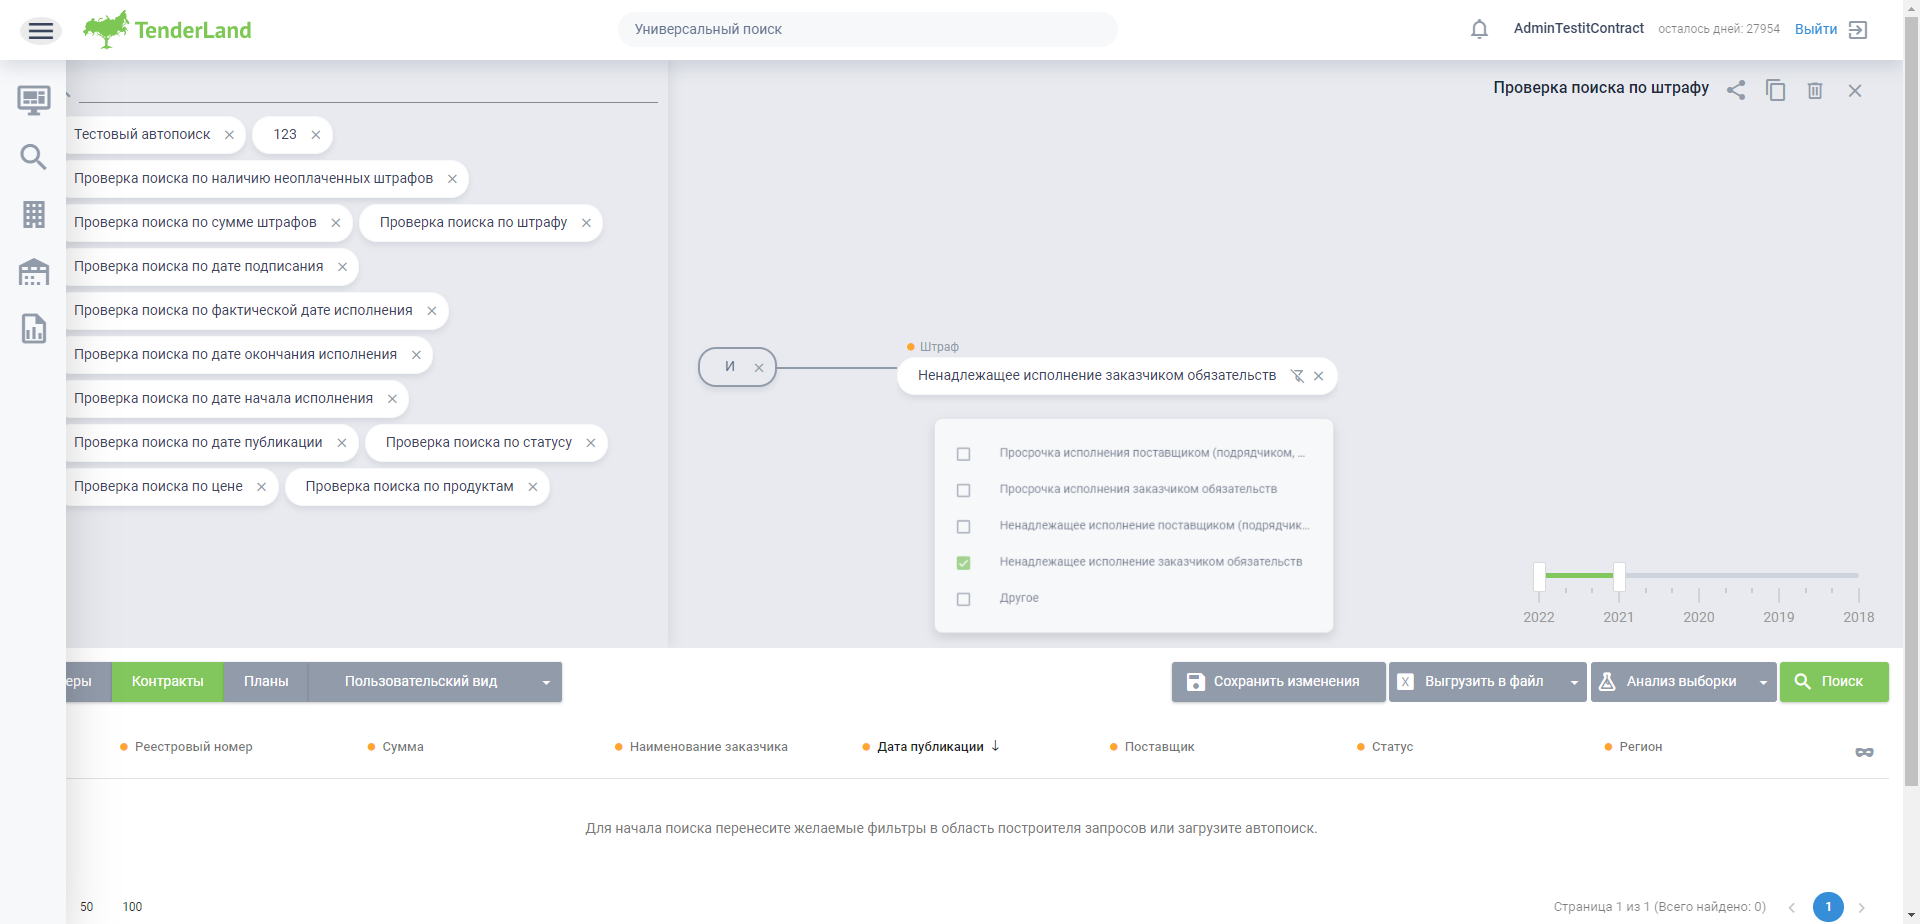 TenderLand
Универсальный поиск
AdminTestitContract
осталось дней: 27954
Выйти
Проверка поиска по штрафу
Тестовый автопоиск
123
Проверка поиска по наличию неоплаченных штрафов
Проверка поиска по сумме штрафов
Проверка поиска по штрафу
Проверка поиска по дате подписания
Проверка поиска по фактической дате исполнения
Проверка поиска по дате окончания исполнения
Проверка поиска по дате начала исполнения
Проверка поиска по дате публикации
Проверка поиска по статусу
Проверка поиска по цене
Проверка поиска по продуктам
И
Штраф
Ненадлежащее исполнение заказчиком обязательств
Просрочка исполнения поставщиком (подрядчиком, ...
Просрочка исполнения заказчиком обязательств
Ненадлежащее исполнение поставщиком (подрядчик...
Ненадлежащее исполнение заказчиком обязательств
Другое
2022
2021
2020
2019
2018
еры
Контракты
Планы
Пользовательский вид
Сохранить изменения
X
Выгрузить в файл
Анализ выборки
Поиск
Реестровый номер
Сумма
Наименование заказчика
Дата публикации
Поставщик
Статус
Регион
Для начала поиска перенесите желаемые фильтры в область построителя запросов или загрузите автопоиск.
50
100
Страница 1 из 1 (Всего найдено: 0)
1